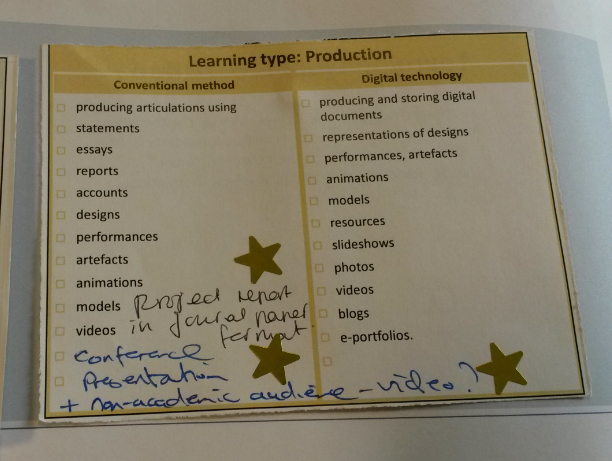 Learning type: Production
Conventional method
producing articulations using
statements
essays
reports
accounts
designs
performances
artefacts
animations
models project report
videos in journal paper
format.
conference
presentation
+ non-academic audience - video?
Digital technology
producing and storing digital
documents
representations of designs
performances, artefacts
animations
models
resources
slideshows
photos
videos
blogs
e-portfolios.